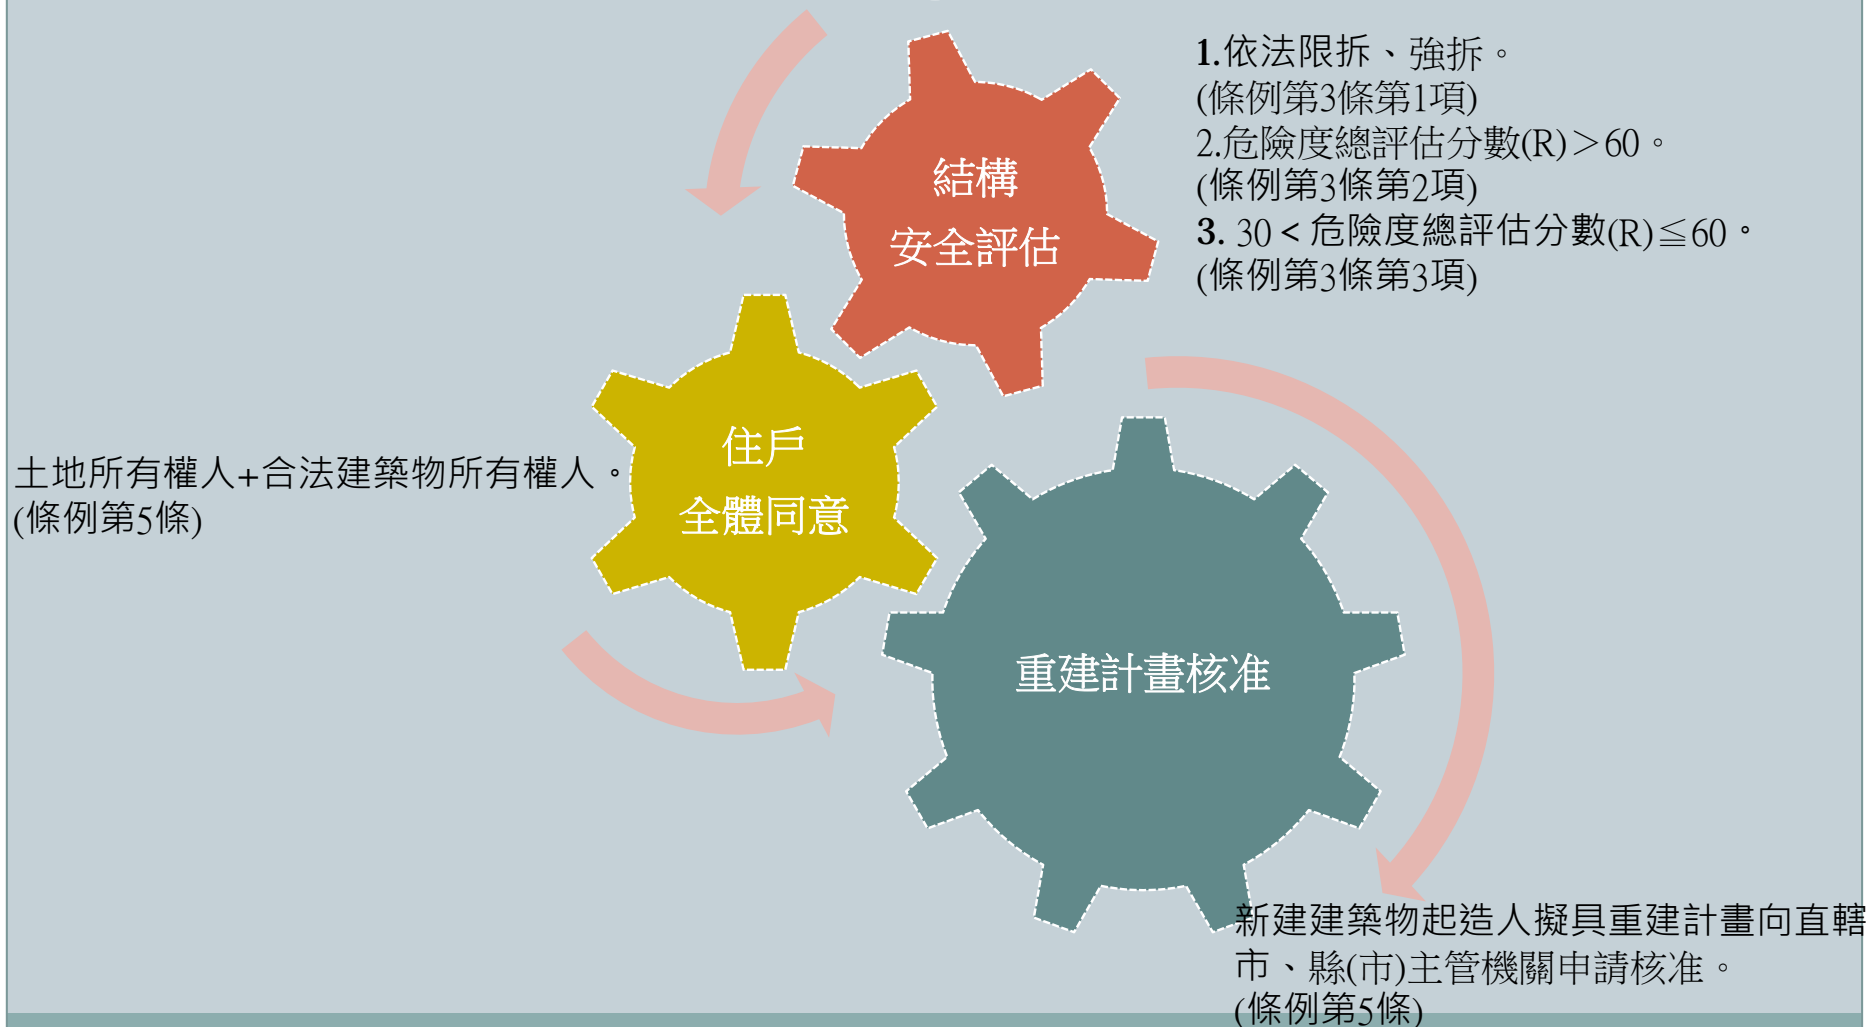 1.依法限拆、強拆。
(條例第3條第1項)
2.危險度總評估分數(R)＞60。
(條例第3條第2項)
3. 30 < 危險度總評估分數(R)≦60。
(條例第3條第3項)
結構
安全評估
住戶
全體同意
土地所有權人+合法建築物所有權人。
(條例第5條)
重建計畫核准
新建建築物起造人擬具重建計畫向直轄
市、縣(市)主管機關申請核准。
(條例第5條)